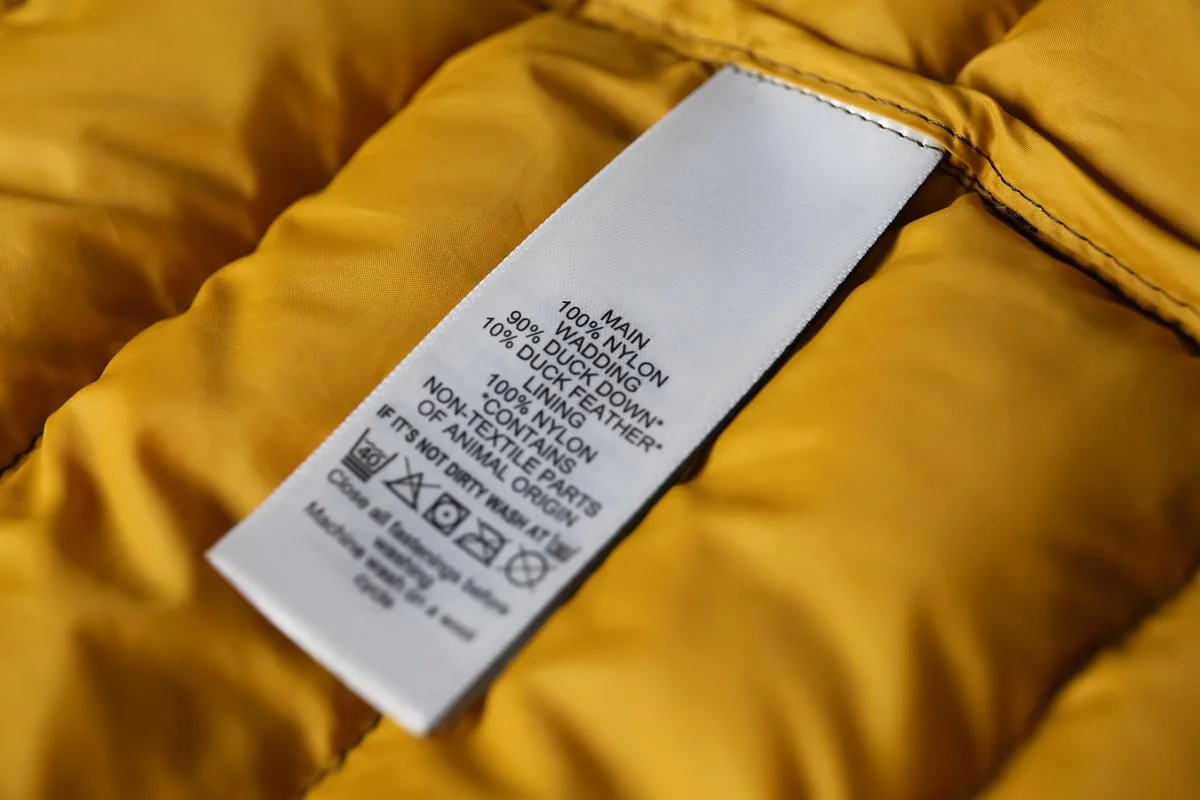 MAIN
100% NYLON
WADDING
90% DUCK DOWN*
10% DUCK FEATHER*
LINING
100% NYLON
*CONTAINS
NON-TEXTILE PARTS
OF ANIMAL ORIGIN
IF IT'S NOT DIRTY WASH AT
40
Close all fastenings before
washing
Machine wash on a wool
cycle